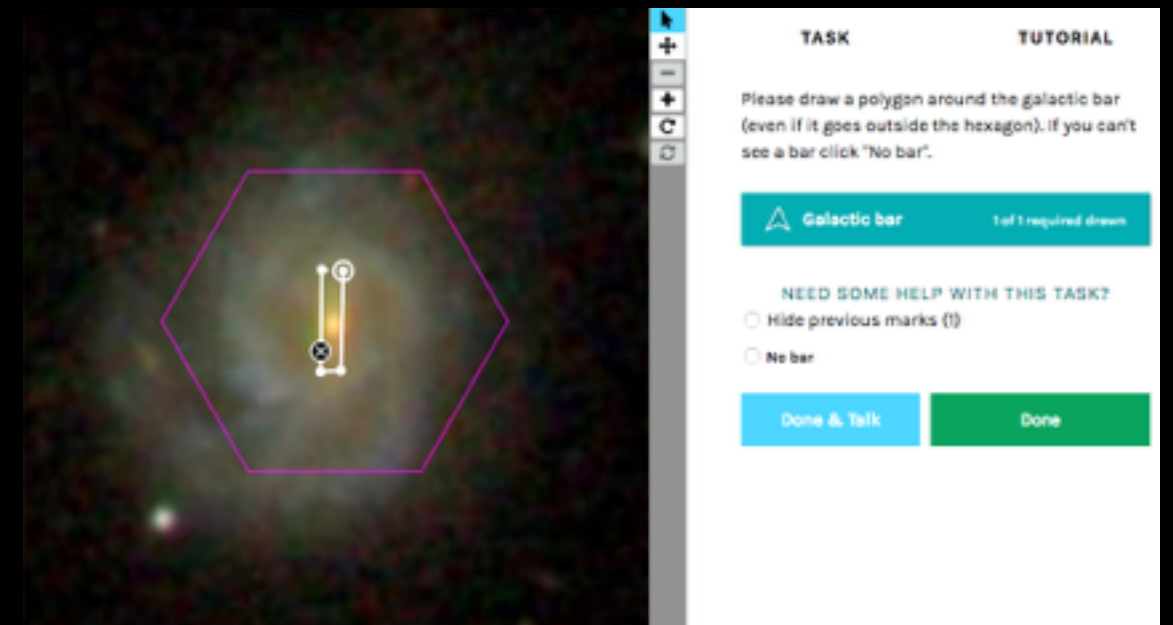 TASK TUTORIAL
Please draw a polygon around the galactic bar
(even if it goes outside the hexagon). If you can't
see a bar click "No bar".
Galactic bar 1 of 1 required drawn
NEED SOME HELP WITH THIS TASK?
Hide previous marks (1)
No bar
Done & Talk Done